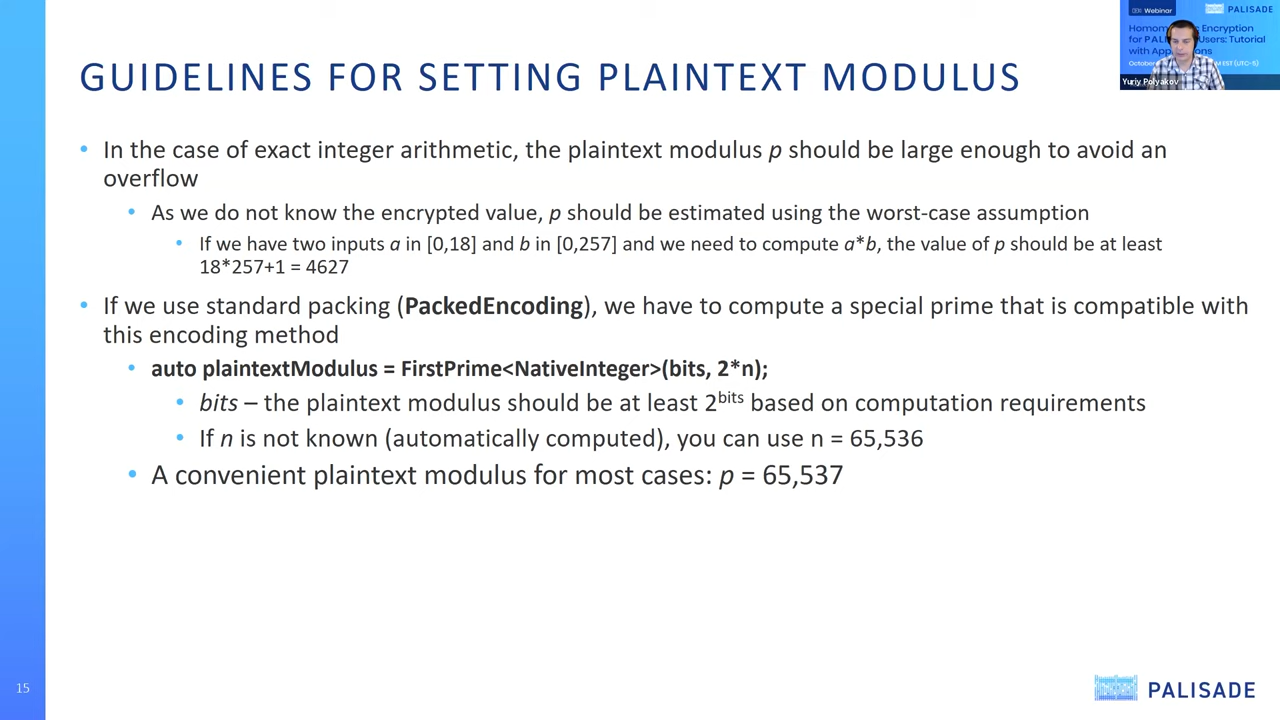 Webinar
PALISADE
Encryption
for PAL Users: Tutorial
with App
EST (UTC-5)
Yuriy Polyakov
GUIDELINES FOR SETTING PLAINTEXT MODULUS
• In the case of exact integer arithmetic, the plaintext modulus p should be large enough to avoid an
overflow
• As we do not know the encrypted value, p should be estimated using the worst-case assumption
• If we have two inputs a in [0,18] and b in [0,257] and we need to compute a*b, the value of p should be at least
18*257+1 = 4627
• If we use standard packing (PackedEncoding), we have to compute a special prime that is compatible with
this encoding method
• auto plaintextModulus = FirstPrime<NativeInteger>(bits, 2*n);
• bits – the plaintext modulus should be at least 2^bits based on computation requirements
• If n is not known (automatically computed), you can use n = 65,536
• A convenient plaintext modulus for most cases: p = 65,537
15
PALISADE